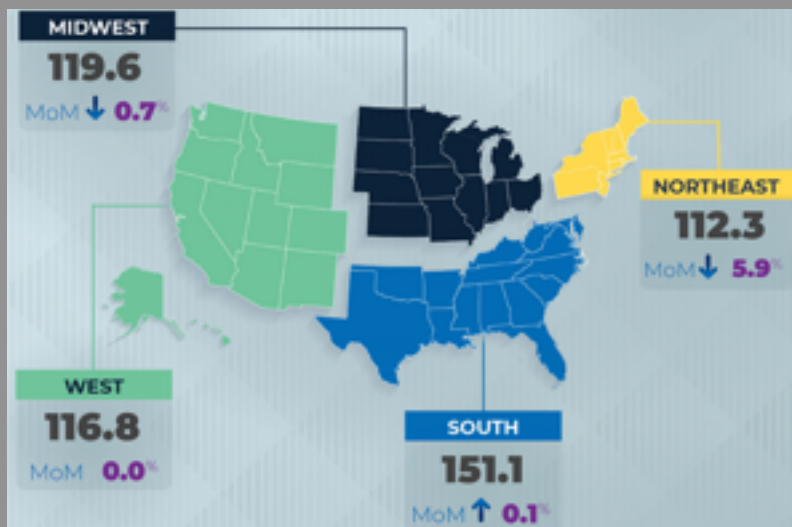 MIDWEST
119.6
MoM ↓ 0.7%
NORTHEAST
112.3
MoM ↓ 5.9%
WEST
116.8
MoM 0.0%
SOUTH
151.1
MoM ↑ 0.1%